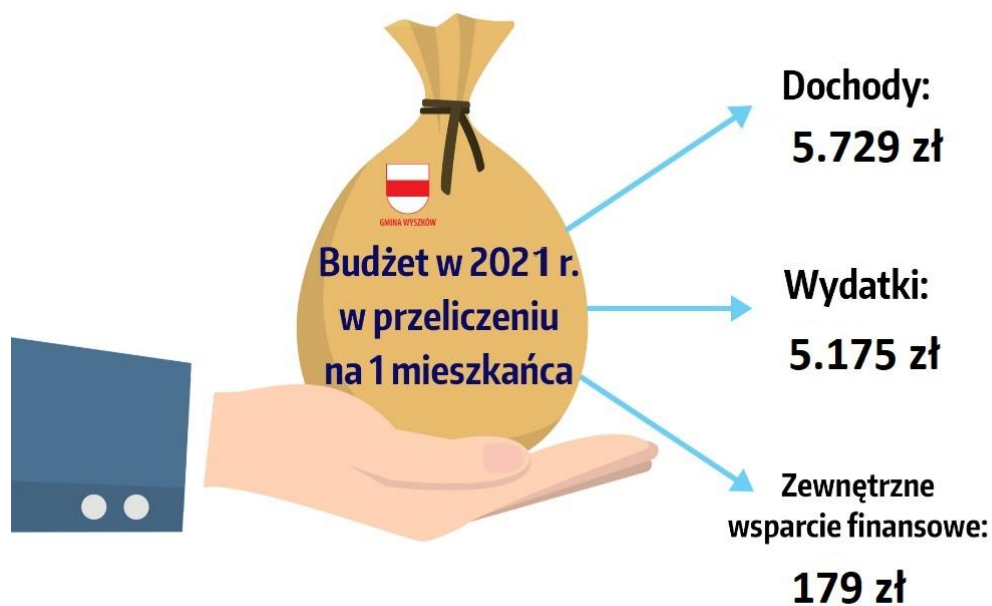 GMINA WYSZKÓW
Budżet w 2021 r.
w przeliczeniu
na 1 mieszkańca
Dochody:
5.729 zł
Wydatki:
5.175 zł
Zewnętrzne
wsparcie finansowe:
179 zł